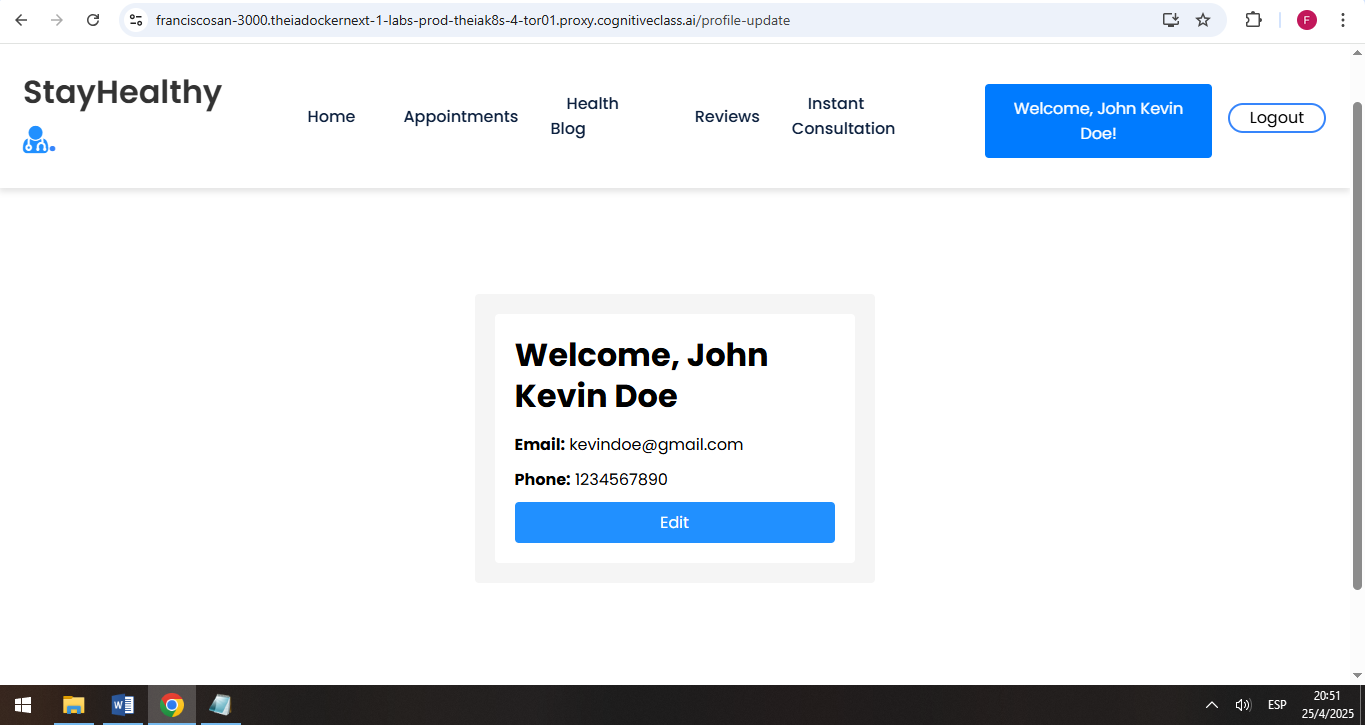 franciscosan-3000.theiadockernext-1-labs-prod-theiak8s-4-tor01.proxy.cognitiveclass.ai/profile-update
F
StayHealthy
Home
Appointments
Health
Blog
Reviews
Instant
Consultation
Welcome, John Kevin
Doe!
Logout
Welcome, John
Kevin Doe
Email: kevindoe@gmail.com
Phone: 1234567890
Edit
ESP
20:51
25/4/2025